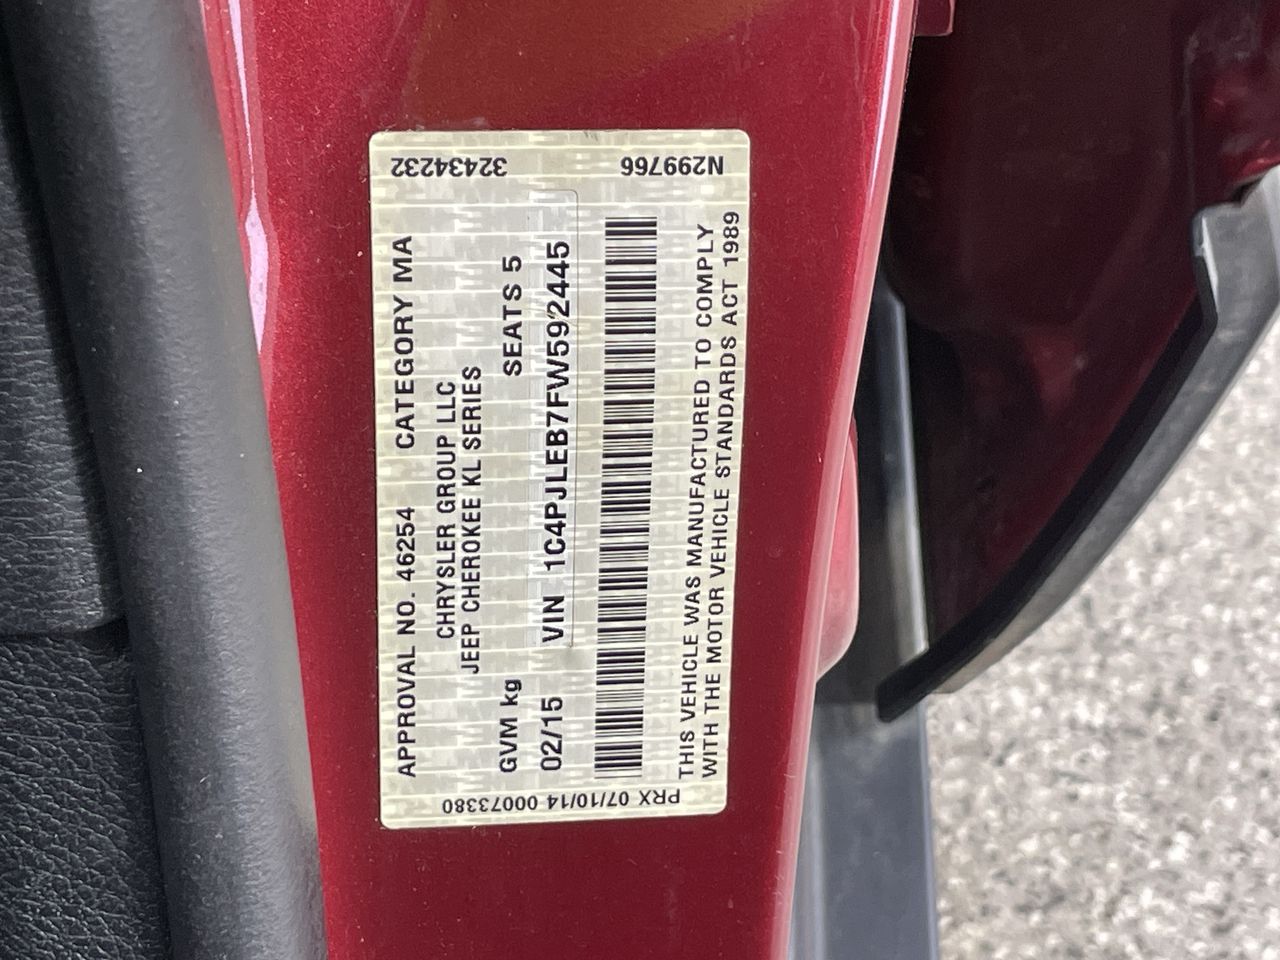 APPROVAL NO. 46254 CATEGORY MA
CHRYSLER GROUP LLC
JEEP CHEROKEE KL SERIES
GVM kg SEATS 5
02/15 VIN 1C4PJLEB7FW592445
THIS VEHICLE WAS MANUFACTURED TO COMPLY
WITH THE MOTOR VEHICLE STANDARDS ACT 1989
32434232 N299766
PRX 07/10/14 00073380